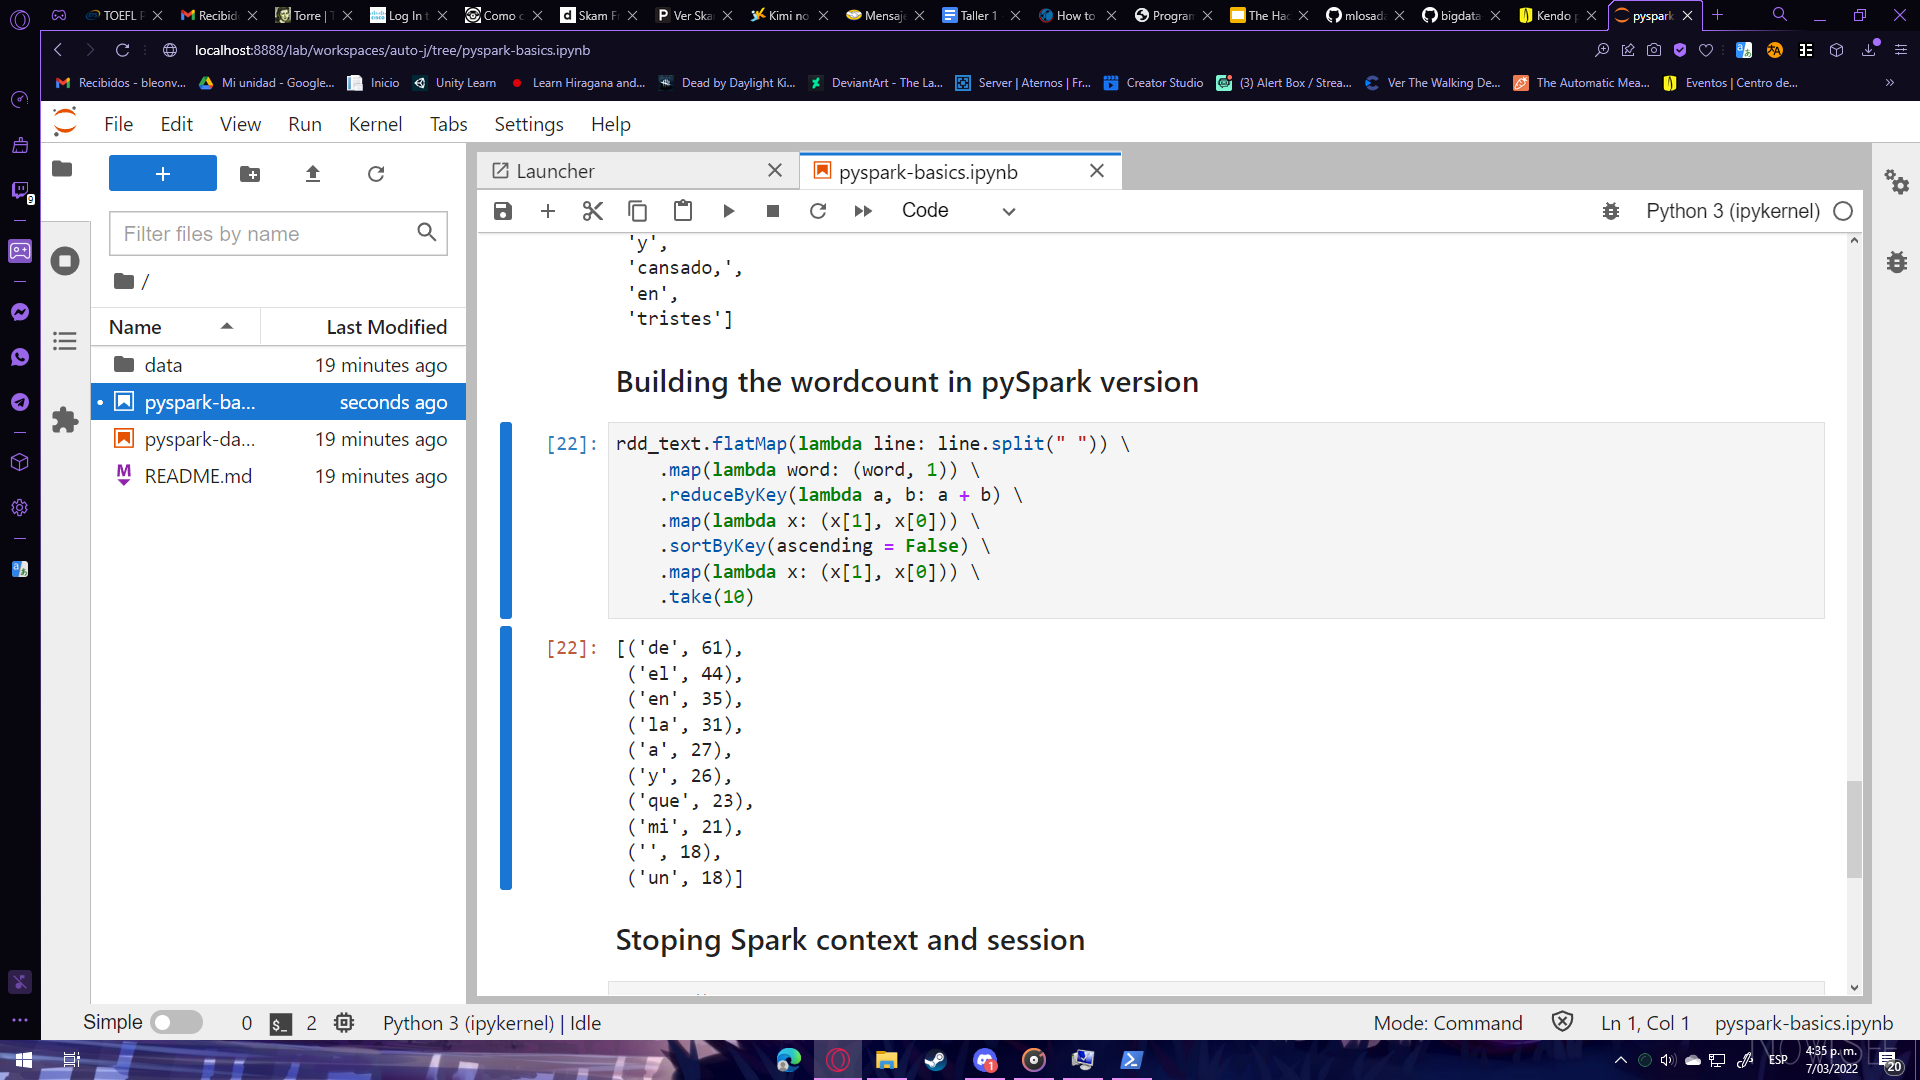 TOEFL P
Recibid
Torre | T
Log In t
Como c
Skam F
Ver Ska
Kimi no
Mensaj
Taller 1
How to
Progran
The Hac
mlosad
bigdata
Kendo p
pyspark
localhost:8888/lab/workspaces/auto-j/tree/pyspark-basics.ipynb
Recibidos - bleonv...
Mi unidad - Google...
Inicio
Unity Learn
Learn Hiragana and...
Dead by Daylight Ki...
DeviantArt - The La...
Server | Aternos | Fr...
Creator Studio
(3) Alert Box / Strea...
Ver The Walking De...
The Automatic Mea...
Eventos | Centro de...
»
File Edit View Run Kernel Tabs Settings Help
Launcher
pyspark-basics.ipynb
Code
Python 3 (ipykernel)
Filter files by name
/
Name Last Modified
data 19 minutes ago
pyspark-ba... seconds ago
pyspark-da... 19 minutes ago
README.md 19 minutes ago
'y',
'cansado,',
'en',
'tristes']
Building the wordcount in pySpark version
[22]: rdd_text.flatMap(lambda line: line.split(" ")) \
.map(lambda word: (word, 1)) \
.reduceByKey(lambda a, b: a + b) \
.map(lambda x: (x[1], x[0])) \
.sortByKey(ascending = False) \
.map(lambda x: (x[1], x[0])) \
.take(10)
[22]: [('de', 61),
('el', 44),
('en', 35),
('la', 31),
('a', 27),
('y', 26),
('que', 23),
('mi', 21),
('', 18),
('un', 18)]
Stoping Spark context and session
Simple 0 $_ 2 Python 3 (ipykernel) | Idle Mode: Command Ln 1, Col 1 pyspark-basics.ipynb
ESP
4:35 p. m.
7/03/2022
20